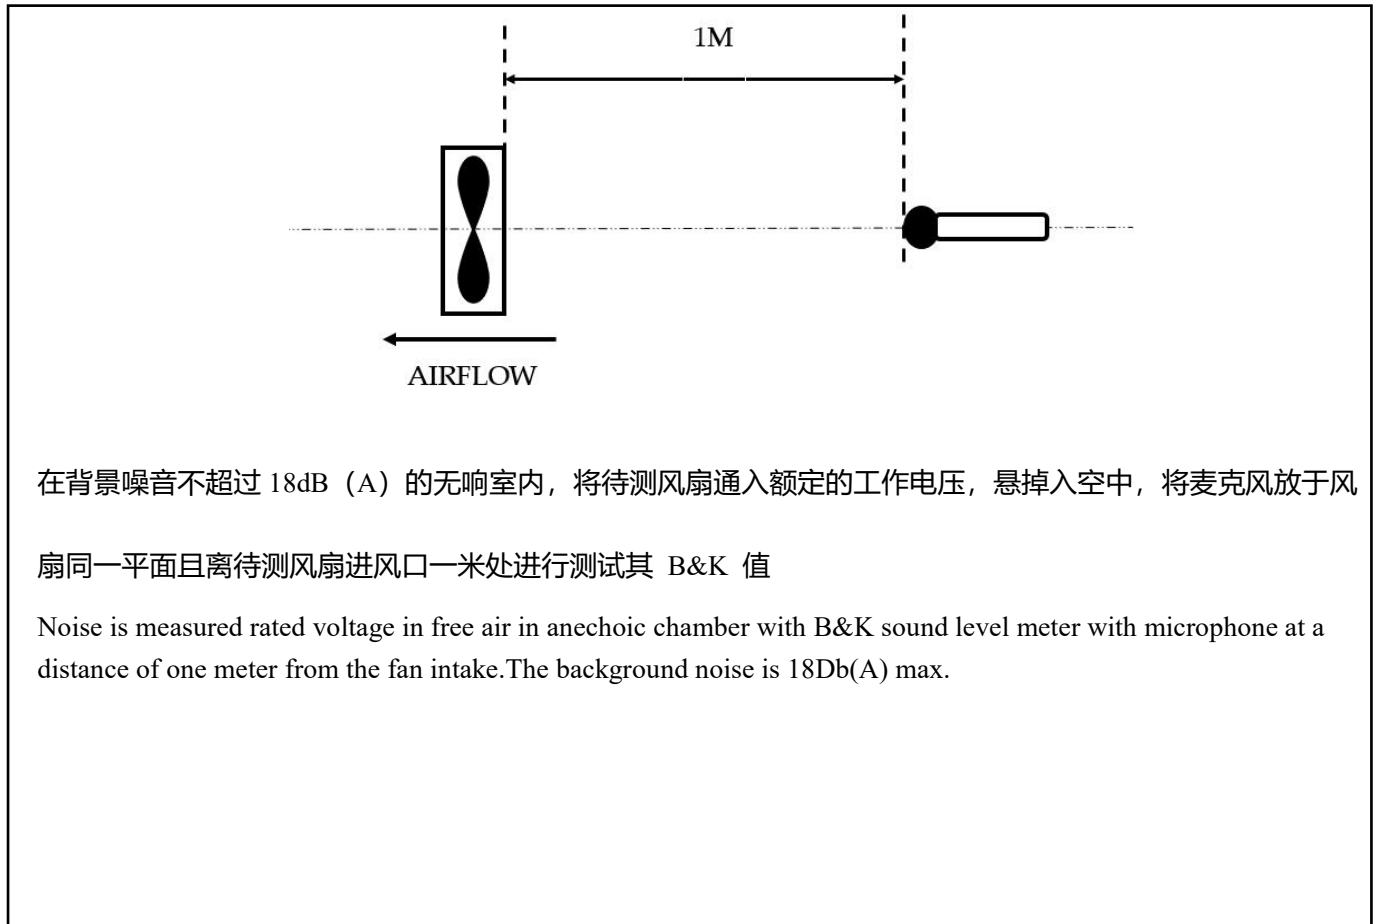 1M
AIRFLOW
在背景噪音不超过 18dB（A）的无响室内，将待测风扇通入额定的工作电压，悬掉入空中，将麦克风放于风
扇同一平面且离待测风扇进风口一米处进行测试其 B&K 值
Noise is measured rated voltage in free air in anechoic chamber with B&K sound level meter with microphone at a
distance of one meter from the fan intake.The background noise is 18Db(A) max.